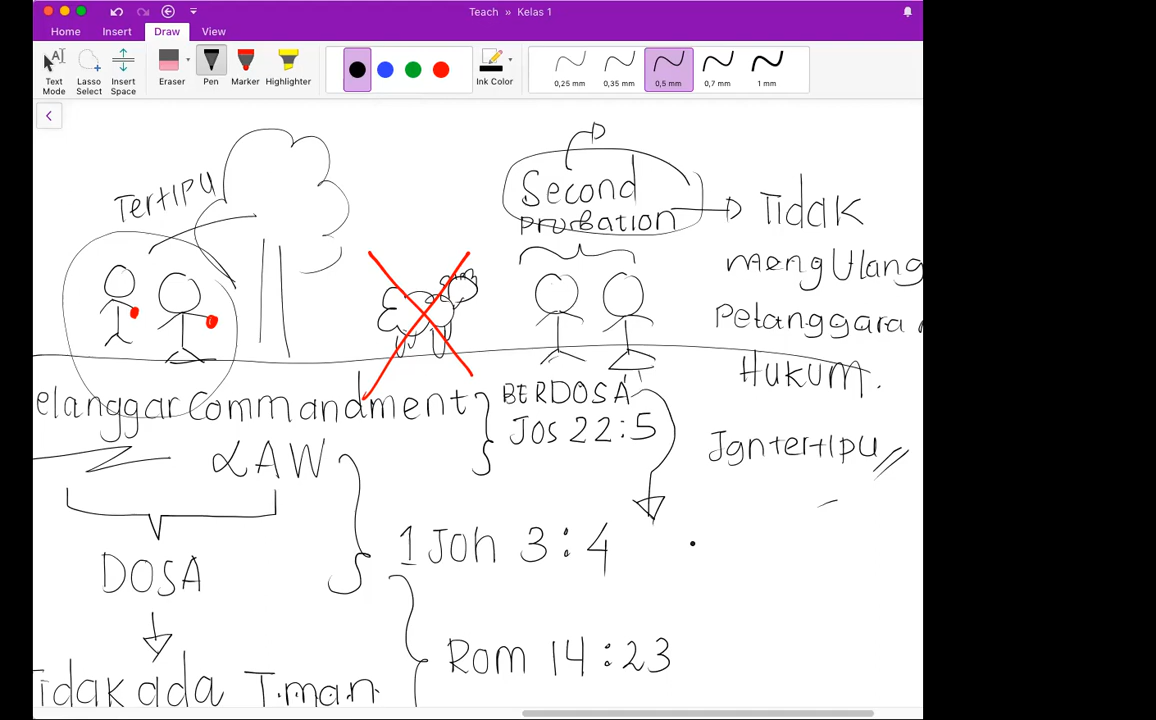 Teach » Kelas 1
Home Insert Draw View
Text Mode
Lasso Select
Insert Space
Eraser
Pen
Marker
Highlighter
Ink Color
0,25 mm
0,35 mm
0,5 mm
0,7 mm
1 mm
Tertipu
Second
probation
Tidak
mengulang
Pelanggara
Hukum.
Jgn tertipu
elanggar Commandment
BERDOSA
Jos 22:5
LAW
1 Joh 3:4
DOSA
Rom 14:23
Tidak ada Iman